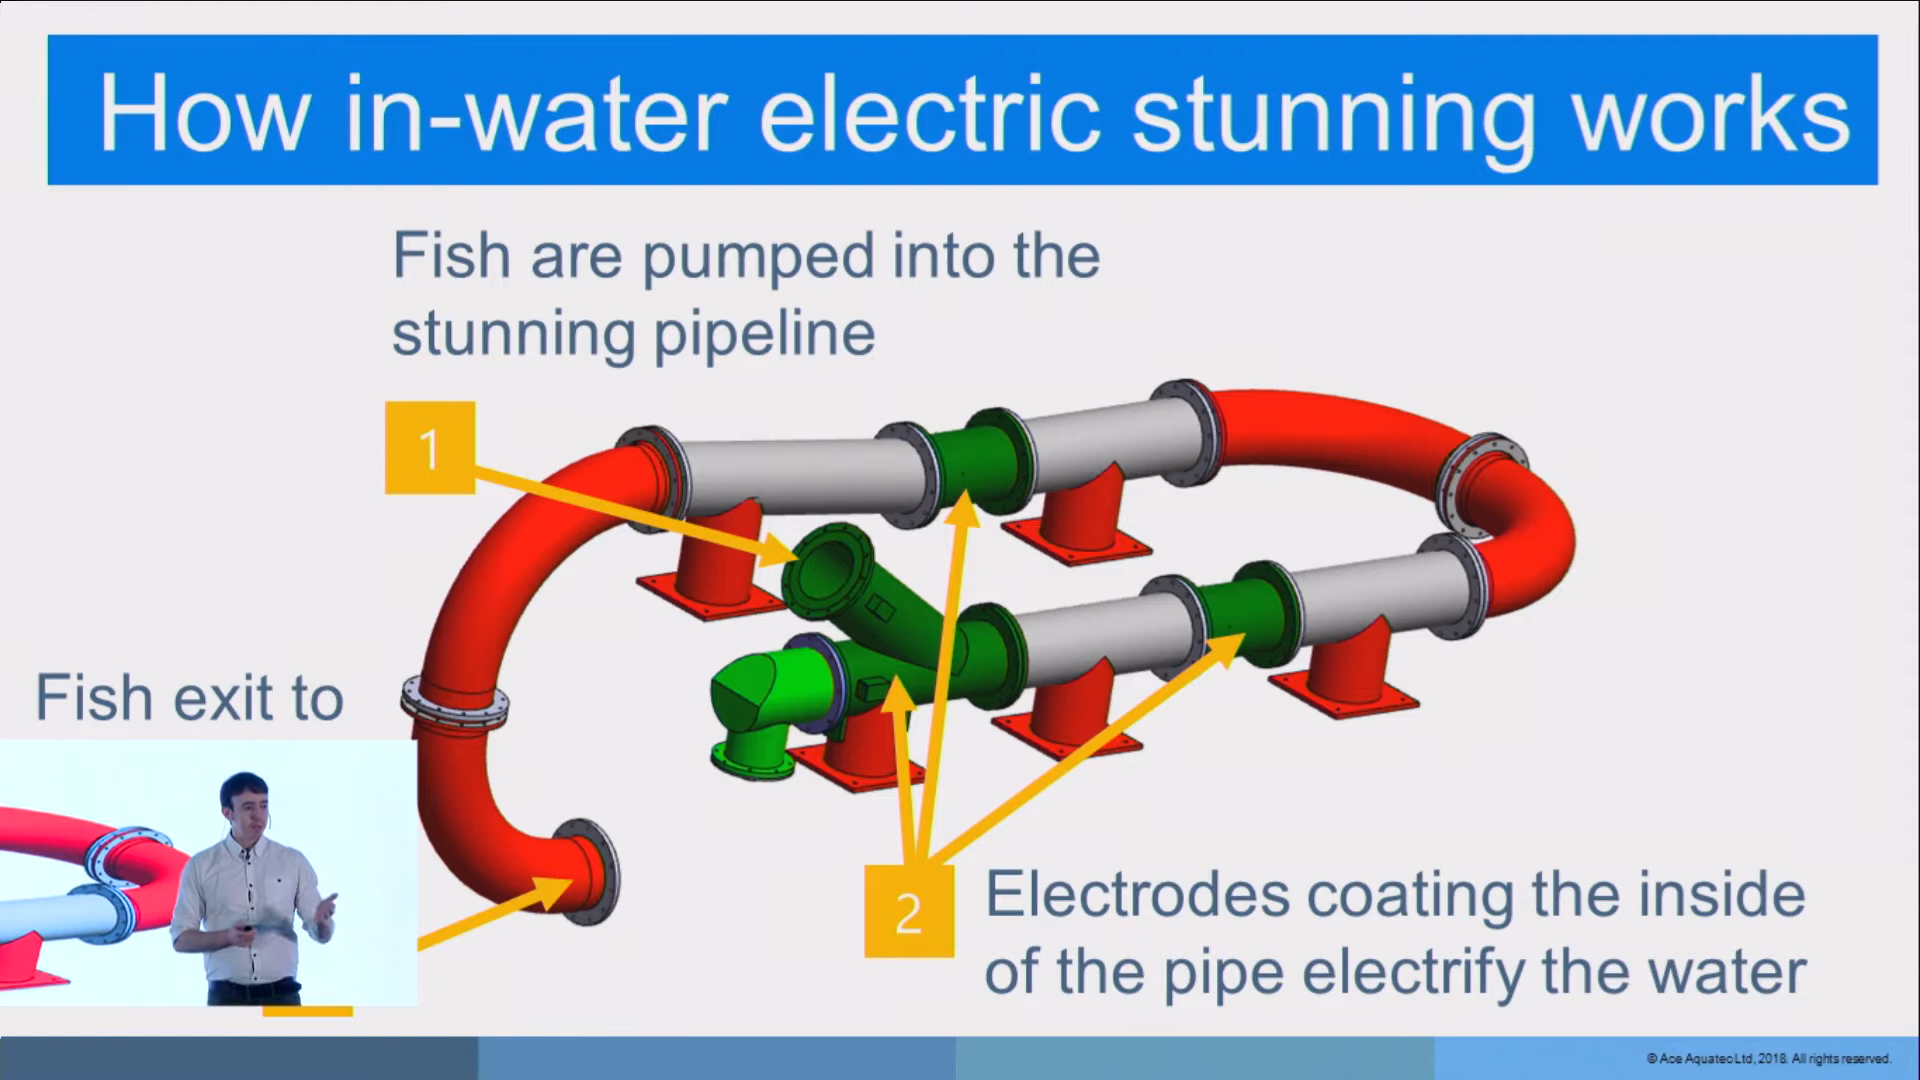 How in-water electric stunning works
Fish are pumped into the
stunning pipeline
1
Fish exit to
2
Electrodes coating the inside
of the pipe electrify the water
© Ace Aquatec Ltd, 2018. All rights reserved.